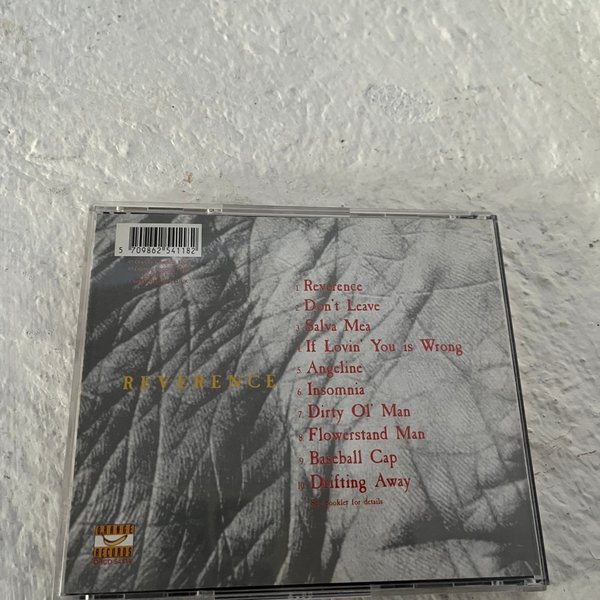 5 709862 541182
1. Reverence
2. Don't Leave
3. Salva Mea
4. If Lovin' You is Wrong
5. Angeline
6. Insomnia
7. Dirty Ol' Man
8. Flowerstand Man
9. Baseball Cap
10. Drifting Away
See booklet for details
REVERENCE
ORANGE
RECORDS